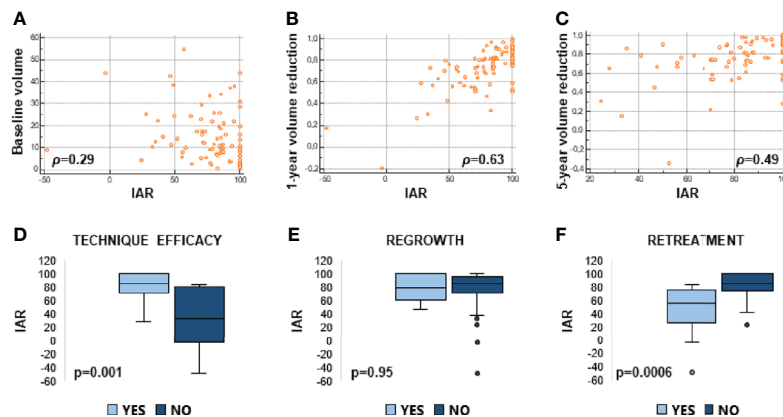 A
B
C
Baseline volume
60
50
40
30
20
10
0
-50
0
50
100
IAR
ρ=0.29
1-year volume reduction
1,0
0,8
0,6
0,4
0,2
0,0
-0,2
-50
0
50
100
IAR
ρ=0.63
5-year volume reduction
1,0
0,8
0,6
0,4
0,2
0,0
-0,2
-0,4
20
40
60
80
100
IAR
ρ=0.49
D
TECHNIQUE EFFICACY
IAR
120
100
80
60
40
20
0
-20
-40
-60
p=0.001
YES NO
E
REGROWTH
IAR
120
100
80
60
40
20
0
-20
-40
-60
p=0.95
YES NO
F
RETREATMENT
IAR
120
100
80
60
40
20
0
-20
-40
-60
p=0.0006
YES NO